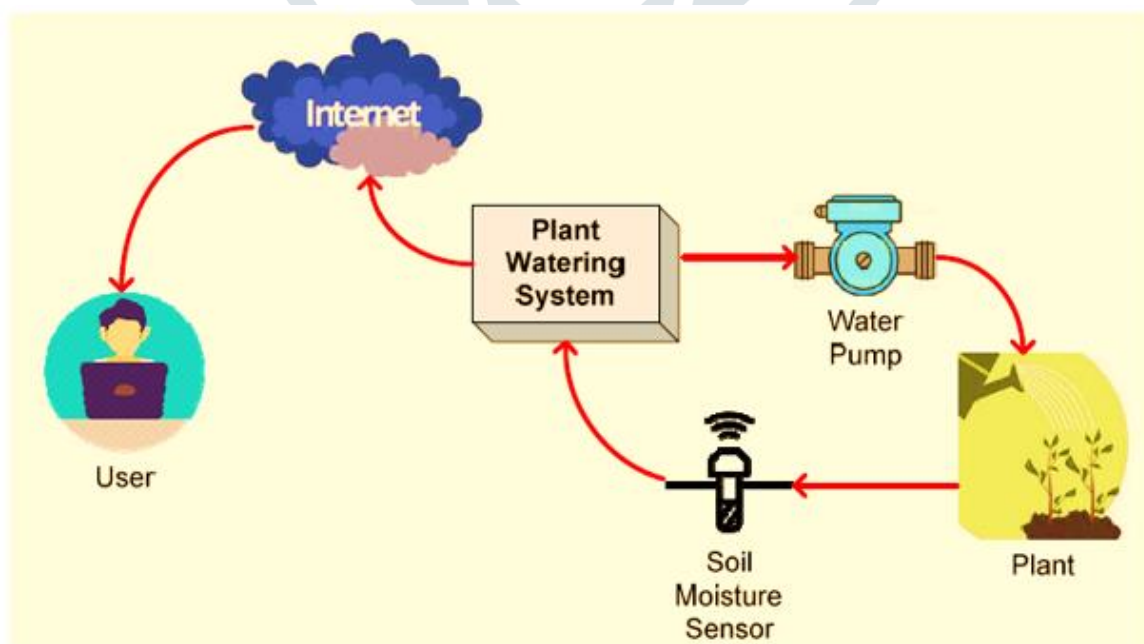 Internet
Plant
Watering
System
Water
Pump
User
Soil
Moisture
Sensor
Plant